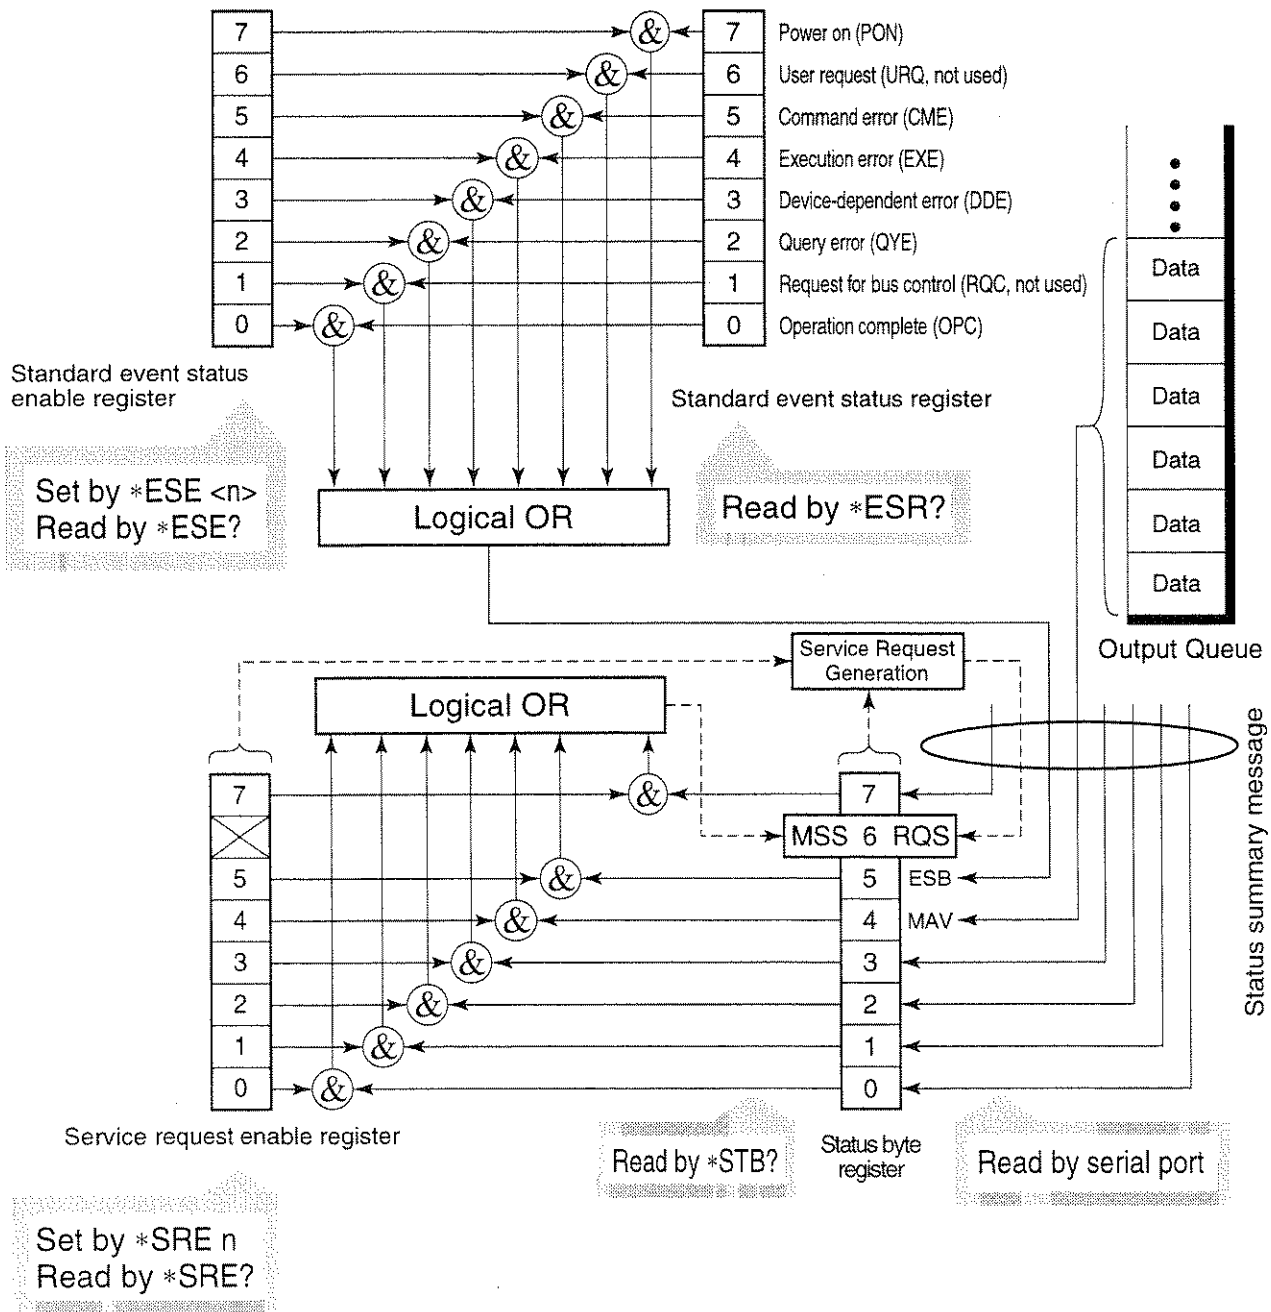 7 & 7 Power on (PON)
6 & 6 User request (URQ, not used)
5 & 5 Command error (CME)
4 & 4 Execution error (EXE)
3 & 3 Device-dependent error (DDE)
2 & 2 Query error (QYE)
1 & 1 Request for bus control (RQC, not used)
0 & 0 Operation complete (OPC)
Standard event status
enable register
Standard event status register
Set by *ESE <n>
Read by *ESE?
Logical OR
Read by *ESR?
Data
Data
Data
Data
Data
Data
Output Queue
Service Request
Generation
Logical OR
Status summary message
7 & 7
MSS 6 RQS
5 & 5 ESB
4 & 4 MAV
3 & 3
2 & 2
1 & 1
0 & 0
Service request enable register
Read by *STB?
Status byte
register
Read by serial port
Set by *SRE n
Read by *SRE?